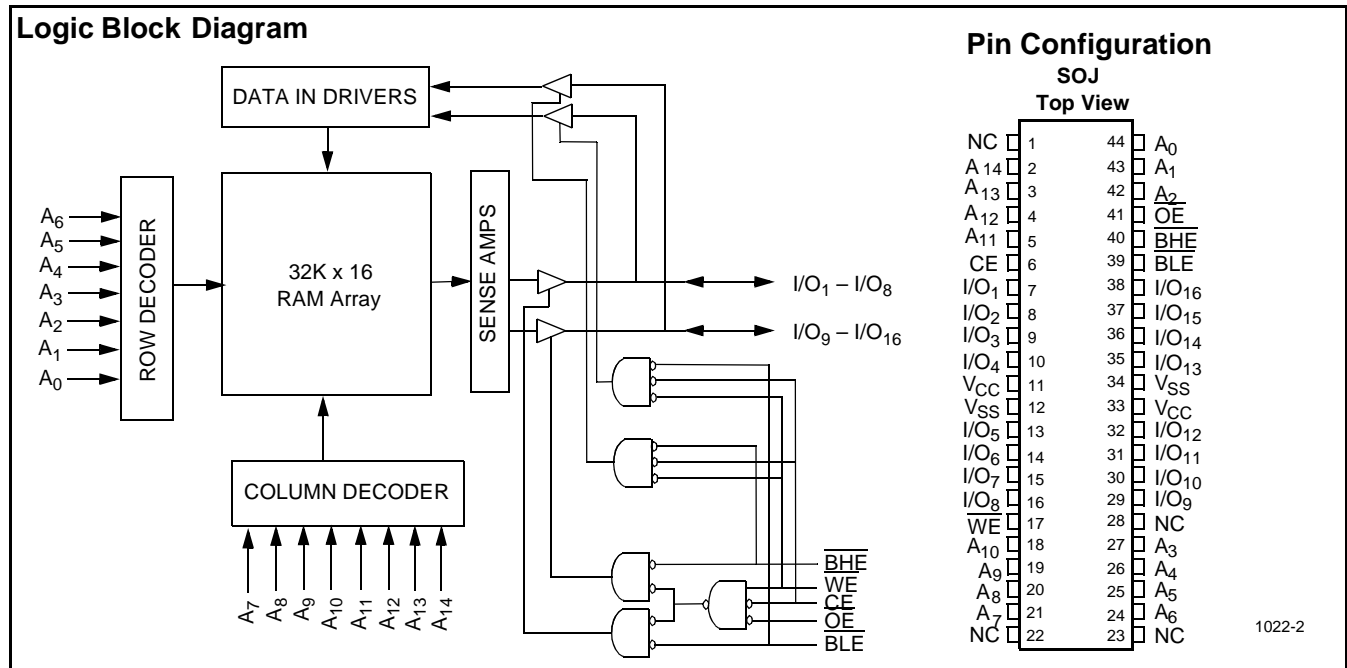 Logic Block Diagram
DATA IN DRIVERS
A6
A5
A4
A3
A2
A1
A0
ROW DECODER
32K x 16
RAM Array
SENSE AMPS
I/O1 – I/O8
I/O9 – I/O16
COLUMN DECODER
A7
A8
A9
A10
A11
A12
A13
A14
BHE
WE
CE
OE
BLE
Pin Configuration
SOJ
Top View
NC 1 44 A0
A14 2 43 A1
A13 3 42 A2
A12 4 41 OE
A11 5 40 BHE
CE 6 39 BLE
I/O1 7 38 I/O16
I/O2 8 37 I/O15
I/O3 9 36 I/O14
I/O4 10 35 I/O13
VCC 11 34 VSS
VSS 12 33 VCC
I/O5 13 32 I/O12
I/O6 14 31 I/O11
I/O7 15 30 I/O10
I/O8 16 29 I/O9
WE 17 28 NC
A10 18 27 A3
A9 19 26 A4
A8 20 25 A5
A7 21 24 A6
NC 22 23 NC
1022-2